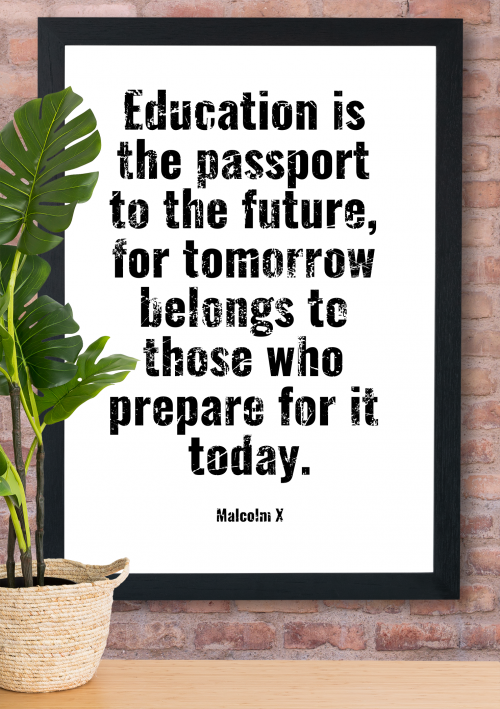 Education is
the passport
to the future,
for tomorrow
belongs to
those who
prepare for it
today.
Malcolm X